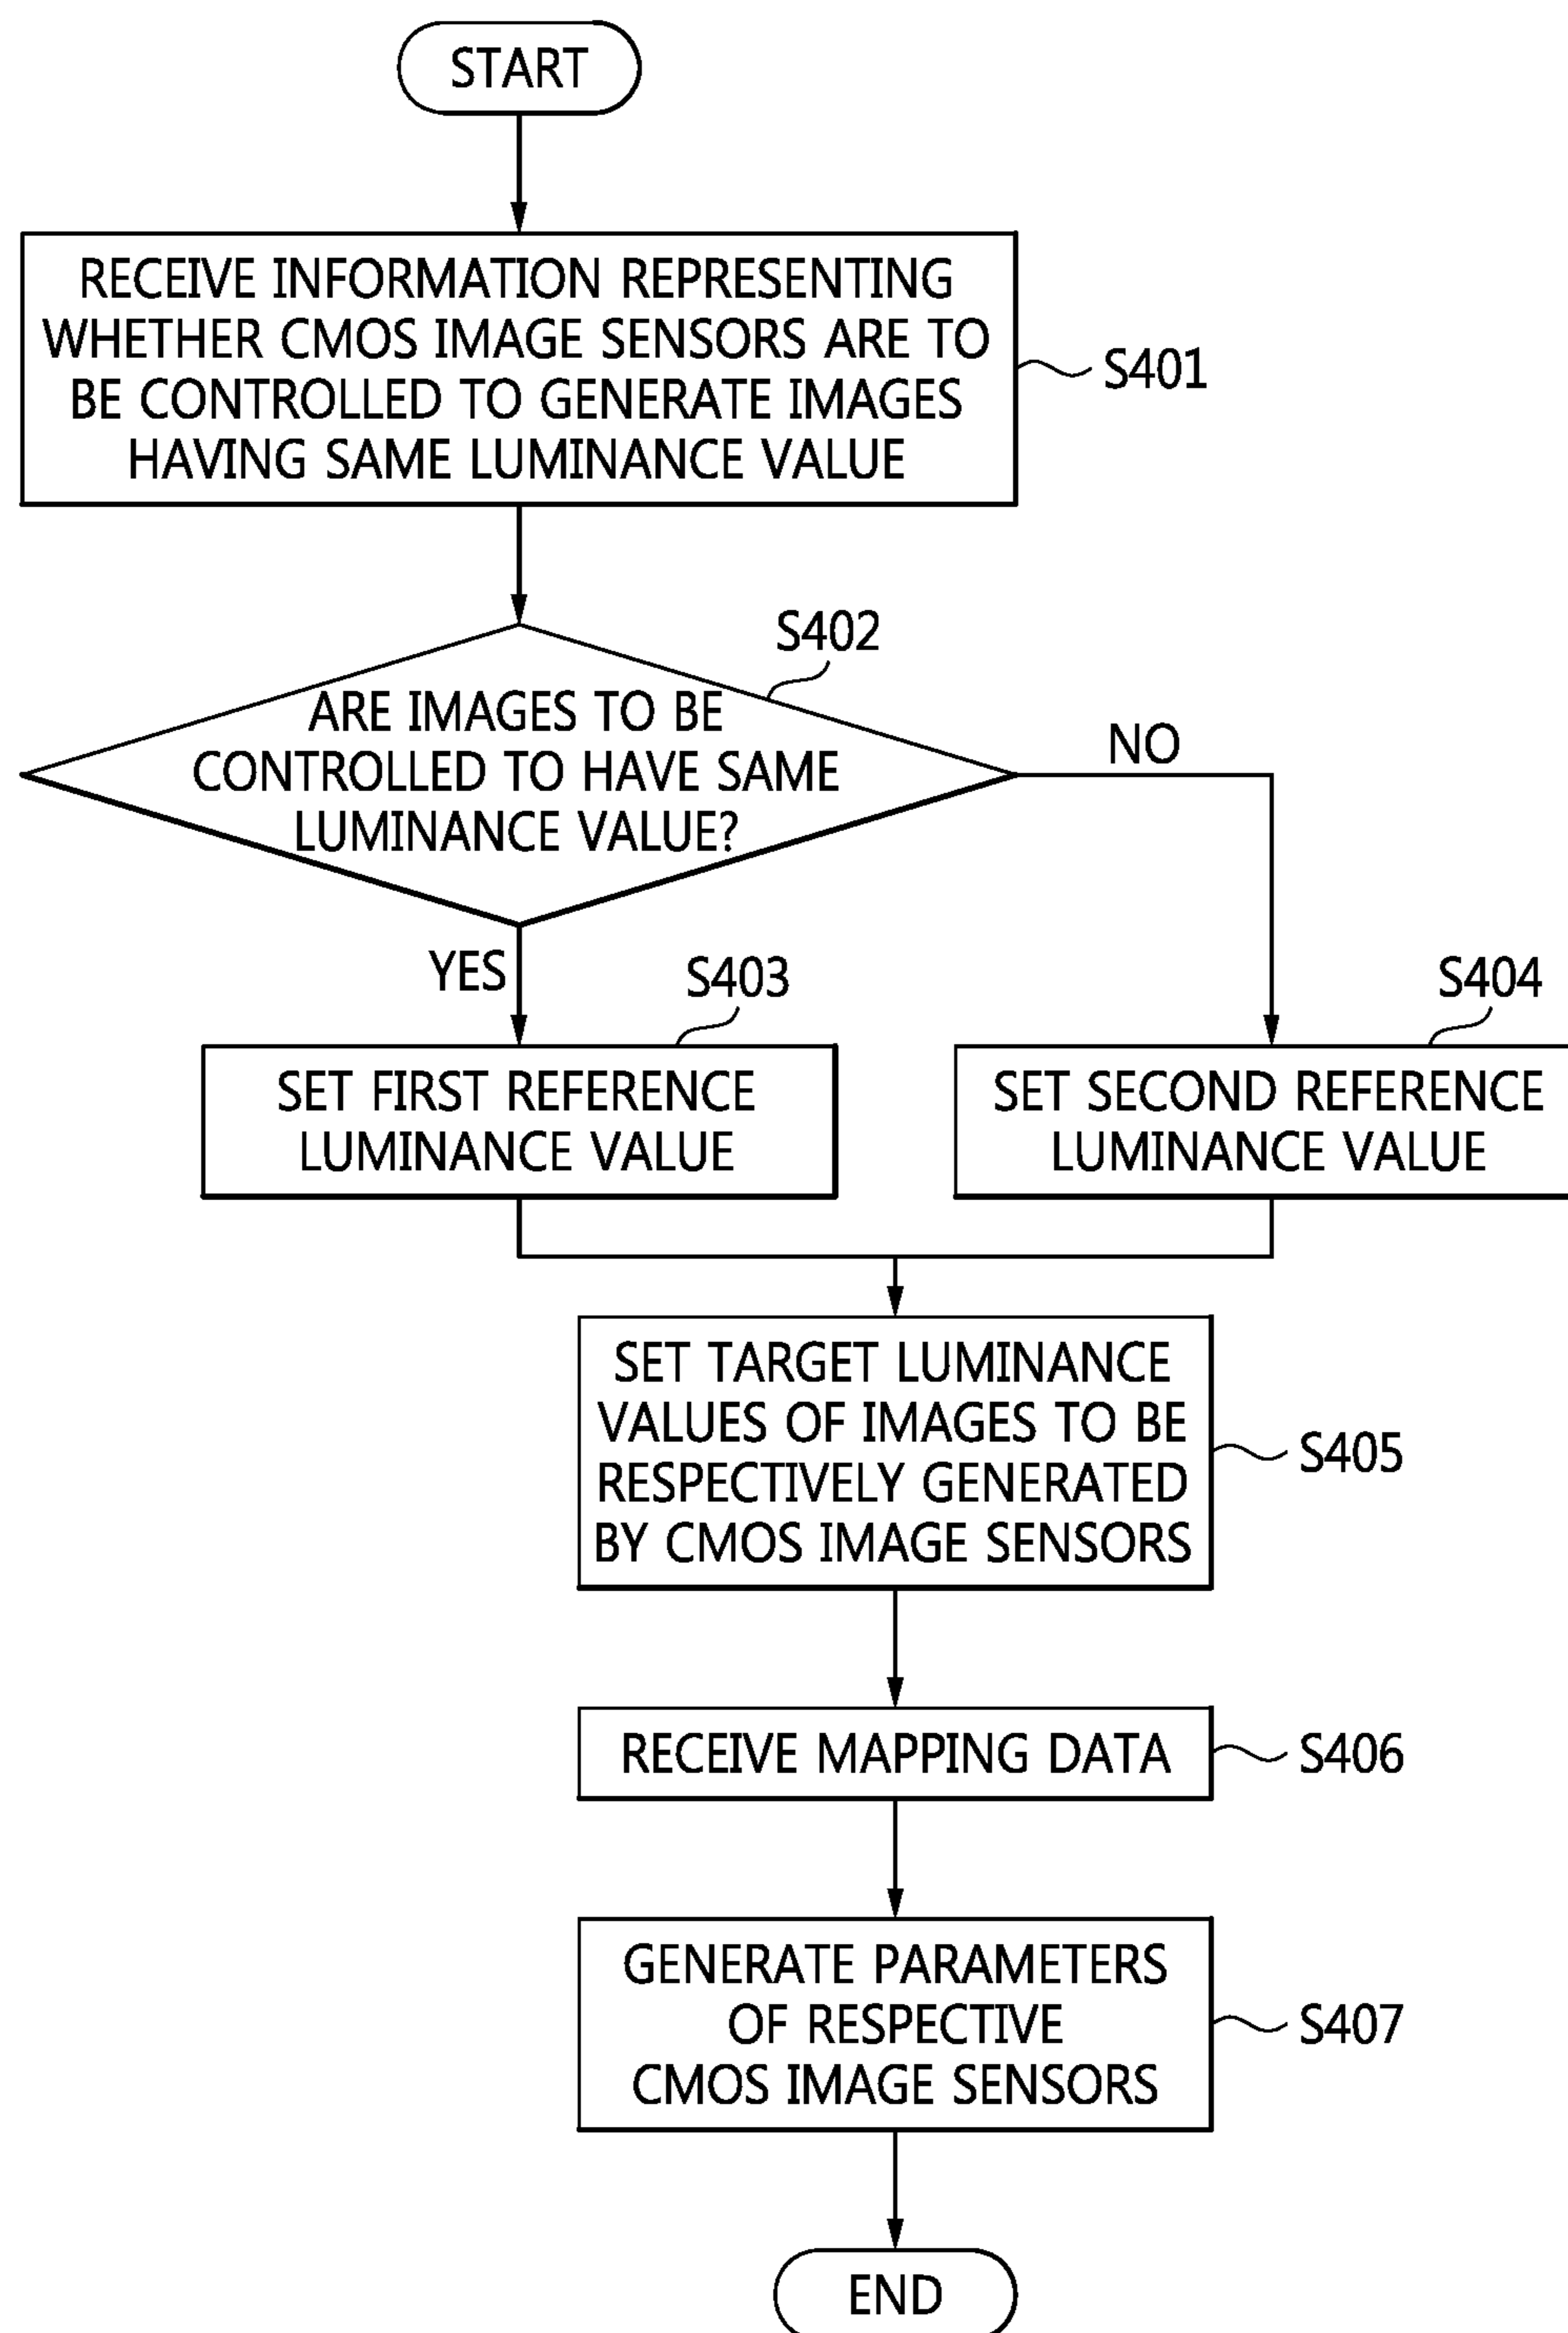 START
RECEIVE INFORMATION REPRESENTING
WHETHER CMOS IMAGE SENSORS ARE TO
BE CONTROLLED TO GENERATE IMAGES
HAVING SAME LUMINANCE VALUE
S401
S402
ARE IMAGES TO BE
CONTROLLED TO HAVE SAME
LUMINANCE VALUE?
NO
YES
S403
S404
SET FIRST REFERENCE
LUMINANCE VALUE
SET SECOND REFERENCE
LUMINANCE VALUE
SET TARGET LUMINANCE
VALUES OF IMAGES TO BE
RESPECTIVELY GENERATED
BY CMOS IMAGE SENSORS
S405
RECEIVE MAPPING DATA
S406
GENERATE PARAMETERS
OF RESPECTIVE
CMOS IMAGE SENSORS
S407
END